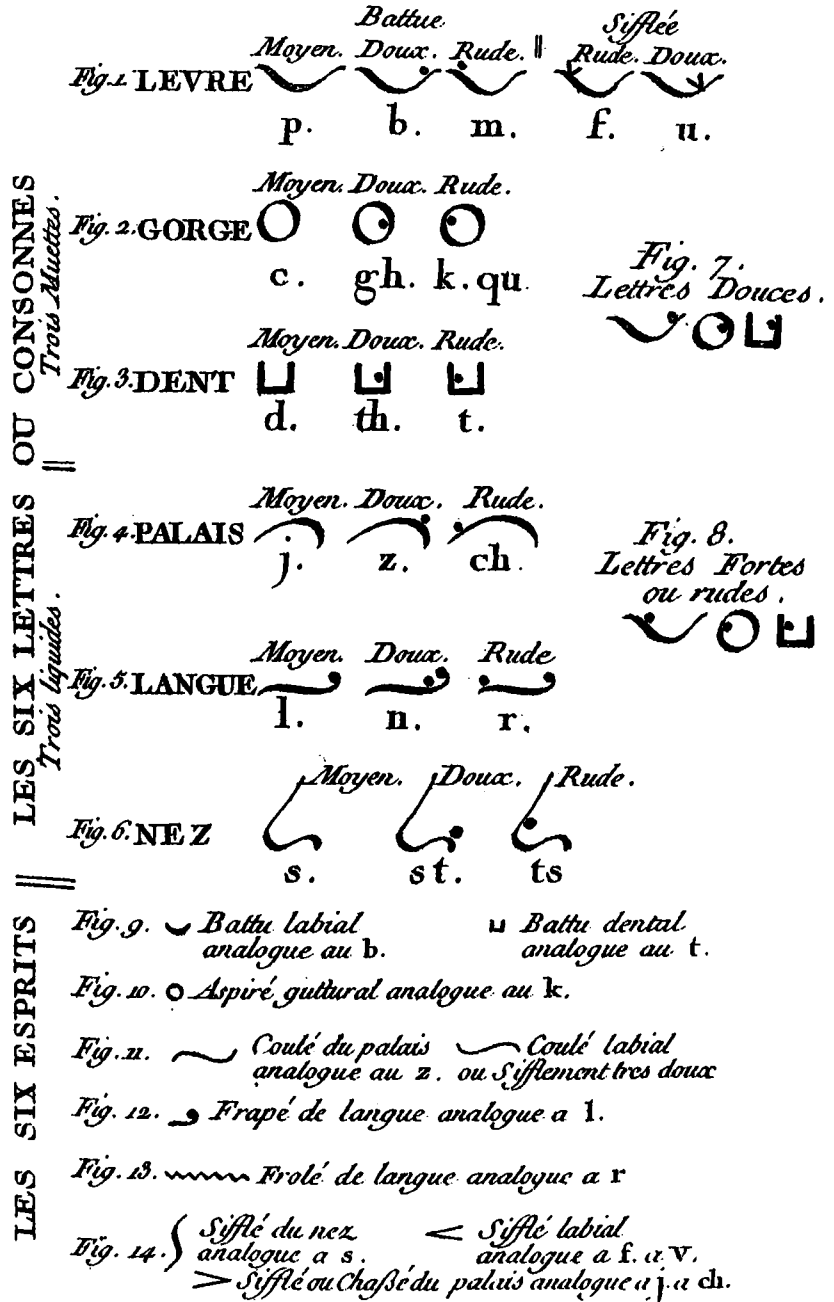 Battue
Sifflée
Moyen. Doux. Rude. || Rude. Doux.
Fig. 1. LEVRE
p. b. m. f. u.
Moyen. Doux. Rude.
Fig. 2. GORGE
c. gh. k. qu.
Moyen. Doux. Rude.
Fig. 3. DENT
d. th. t.
Moyen. Doux. Rude.
Fig. 4. PALAIS
j. z. ch.
Moyen. Doux. Rude
Fig. 5. LANGUE
l. n. r.
Moyen. Doux. Rude.
Fig. 6. NEZ
s. st. ts
Fig. 7.
Lettres Douces.
Fig. 8.
Lettres Fortes
ou rudes.
LES SIX LETTRES OU CONSONNES
Trois Muettes.
Trois liquides.
LES SIX ESPRITS
Fig. 9. Battu labial
analogue au b.
Battu dental
analogue au t.
Fig. 10. Aspiré guttural analogue au k.
Fig. 11. Coulé du palais
analogue au z.
Coulé labial
ou Sifflement tres doux
Fig. 12. Frapé de langue analogue a l.
Fig. 13. Frolé de langue analogue a r
Fig. 14. Sifflé du nez
analogue a s.
Sifflé labial
analogue a f. a v.
Sifflé ou Chaßé du palais analogue a j. a ch.